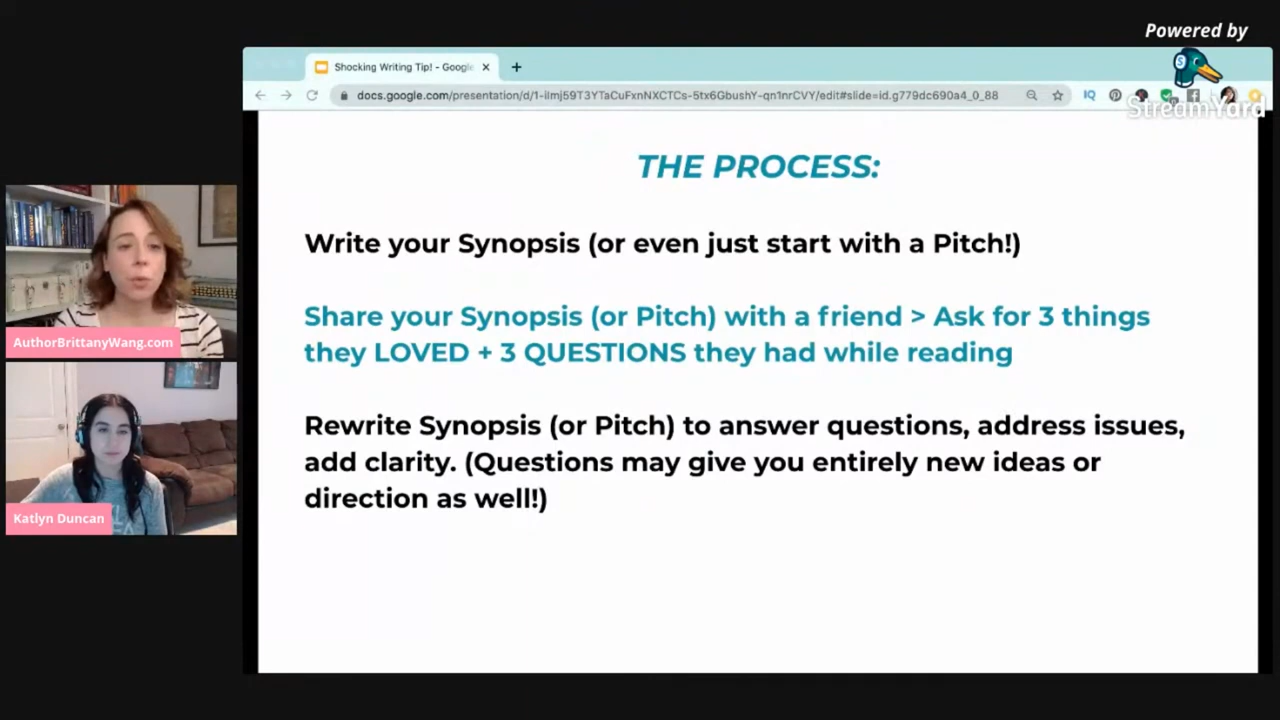 Powered by
StreamYard
Shocking Writing Tip! - Google
docs.google.com/presentation/d/1-iImj59T3YTaCuFxnNXCTCs-5tx6GbushY-qn1nrCVY/edit#slide=id.g779dc690a4_0_88
IQ
THE PROCESS:
Write your Synopsis (or even just start with a Pitch!)
Share your Synopsis (or Pitch) with a friend > Ask for 3 things
they LOVED + 3 QUESTIONS they had while reading
Rewrite Synopsis (or Pitch) to answer questions, address issues,
add clarity. (Questions may give you entirely new ideas or
direction as well!)
AuthorBrittanyWang.com
Katlyn Duncan